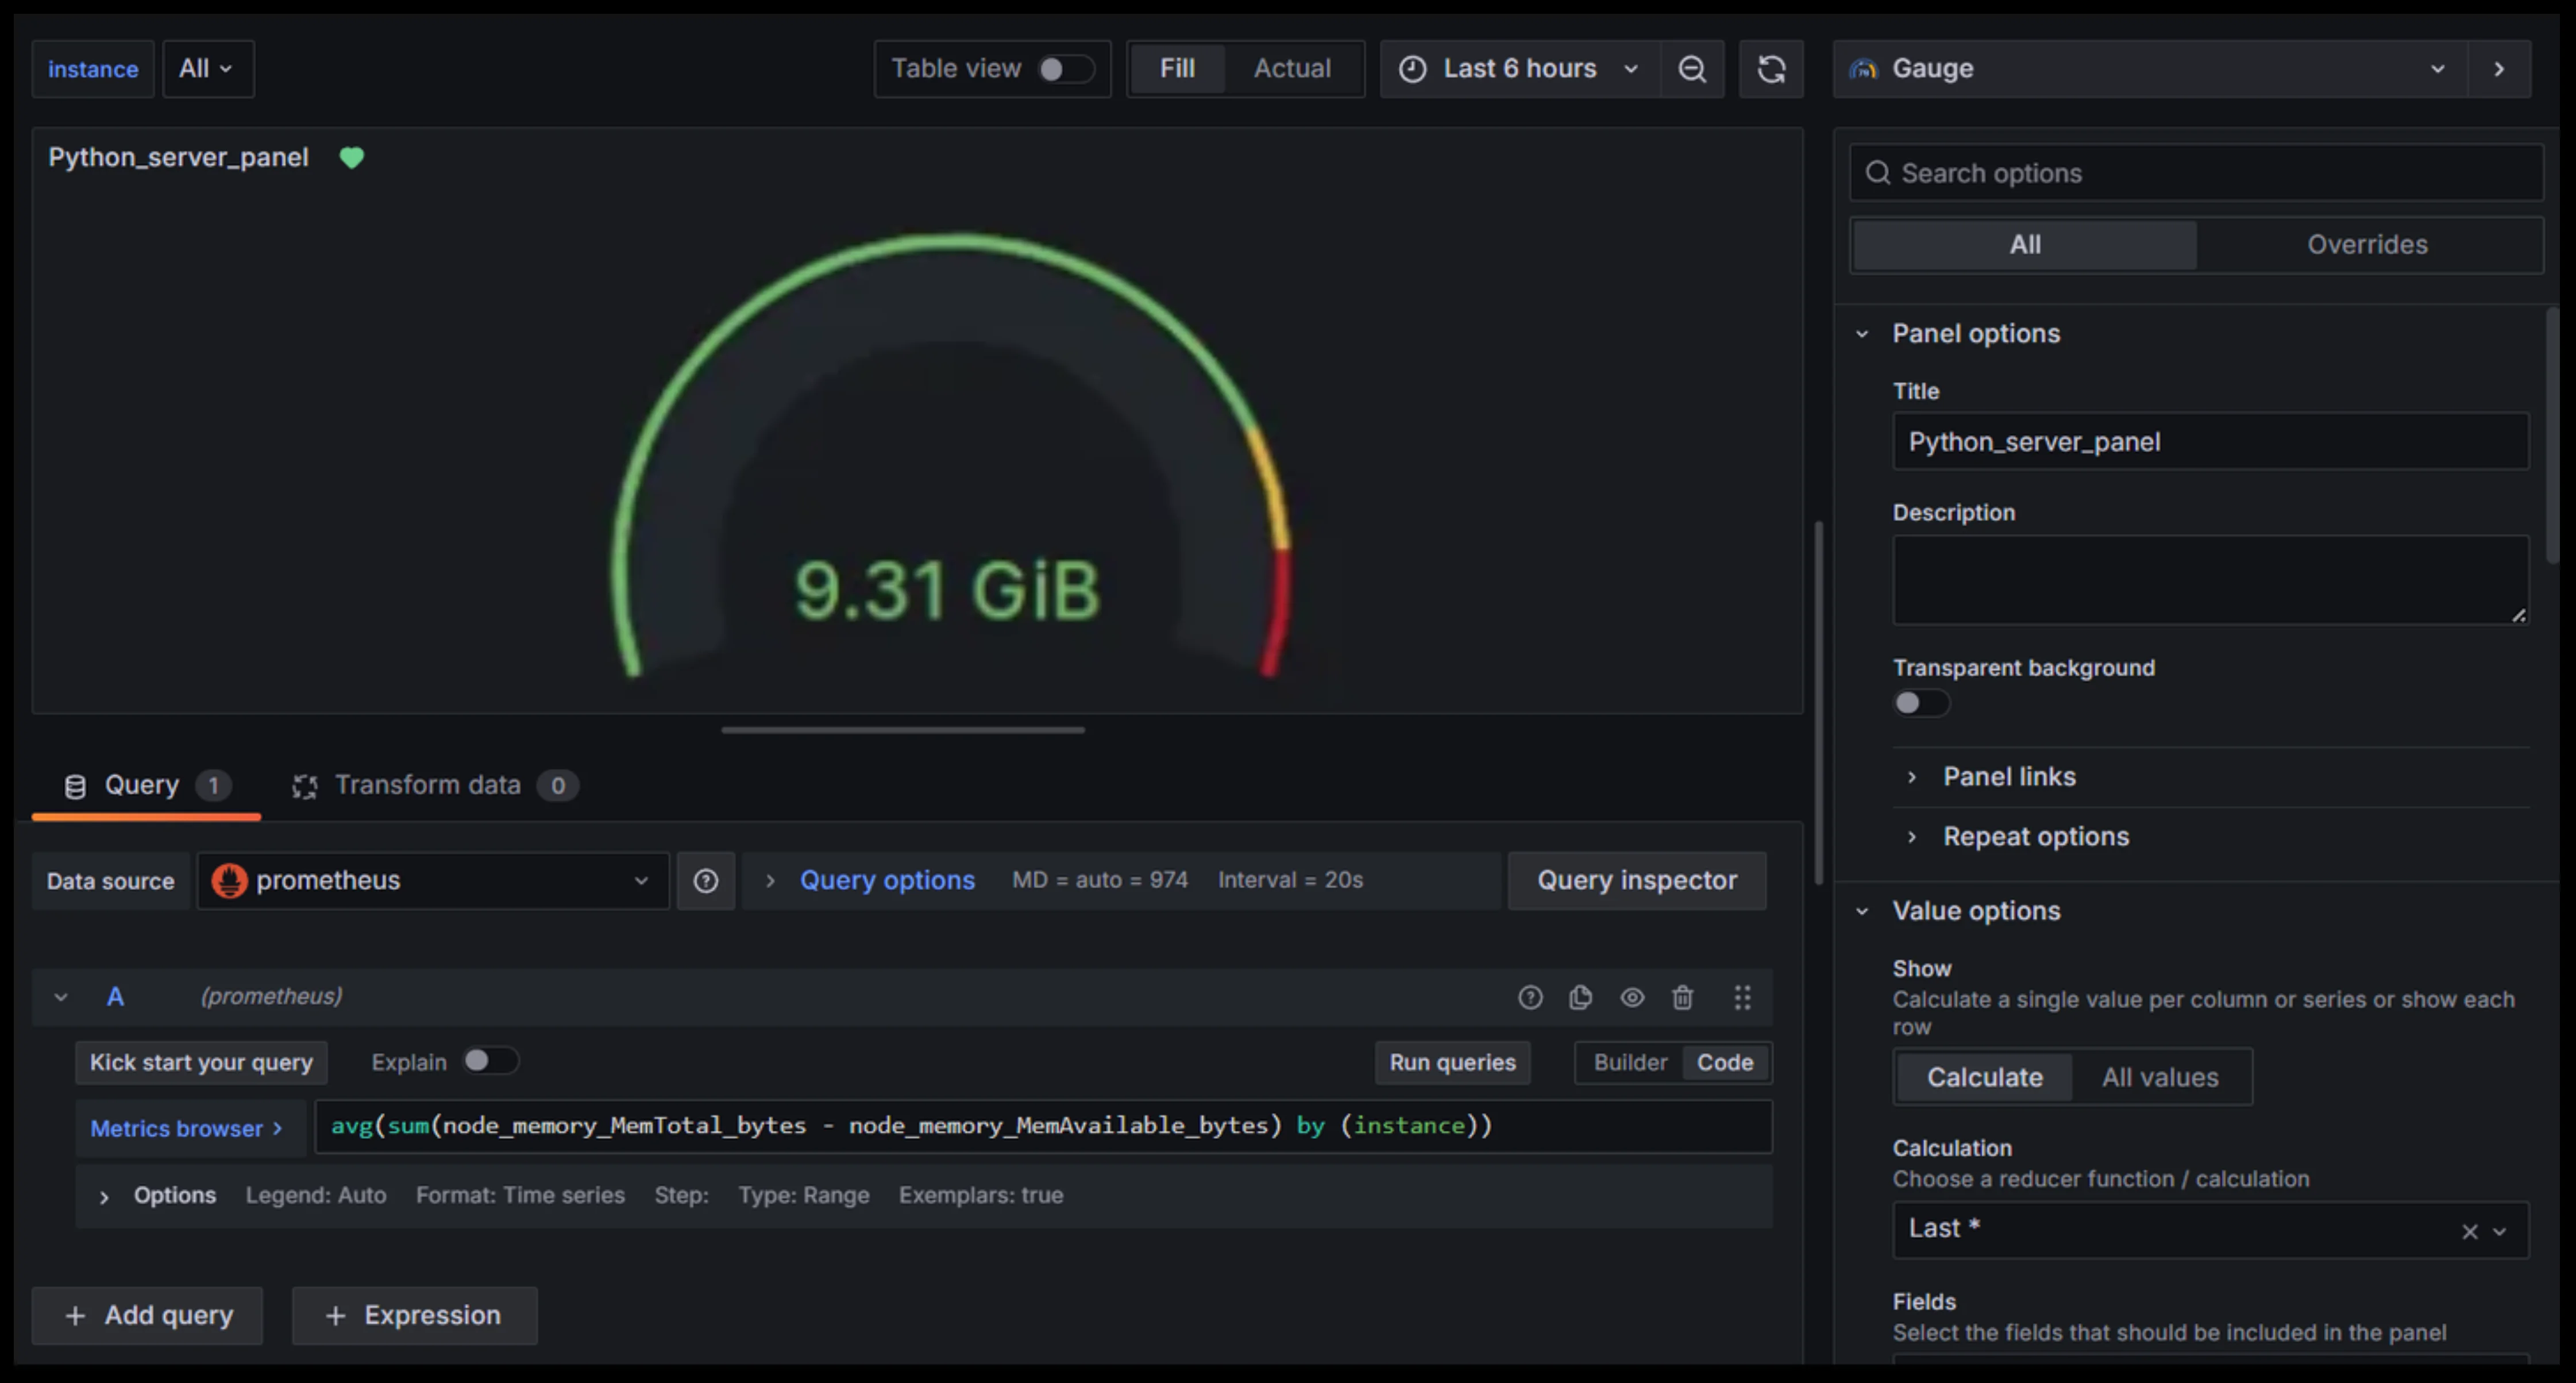 instance All
Table view Fill Actual Last 6 hours
Gauge
Python_server_panel
9.31 GiB
Query 1 Transform data 0
Data source prometheus Query options MD = auto = 974 Interval = 20s Query inspector
A (prometheus)
Kick start your query Explain Run queries Builder Code
Metrics browser > avg(sum(node_memory_MemTotal_bytes - node_memory_MemAvailable_bytes) by (instance))
Options Legend: Auto Format: Time series Step: Type: Range Exemplars: true
+ Add query + Expression
Search options
All Overrides
Panel options
Title
Python_server_panel
Description
Transparent background
Panel links
Repeat options
Value options
Show
Calculate a single value per column or series or show each
row
Calculate All values
Calculation
Choose a reducer function / calculation
Last *
Fields
Select the fields that should be included in the panel